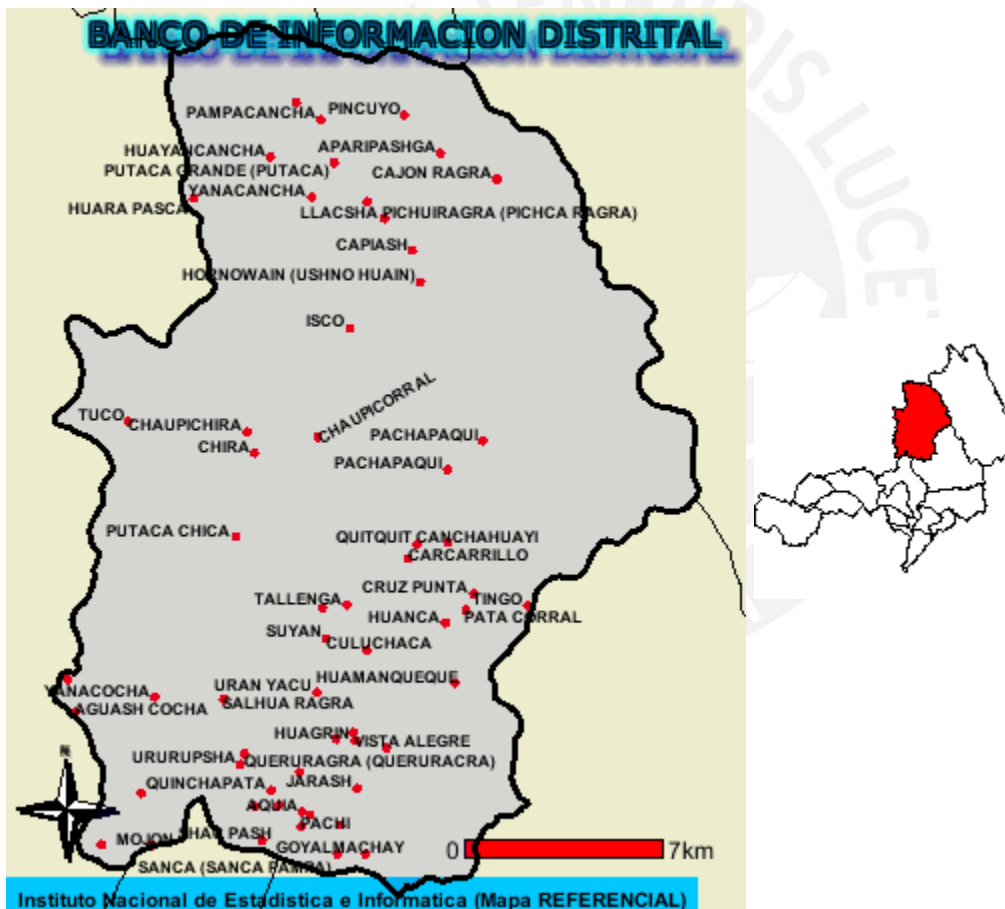 BANCO DE INFORMACION DISTRITAL
PAMPACANCHA
PINCUYO
HUAYANCANCHA
APARIPASHGA
PUTACA GRANDE (PUTACA)
CAJON RAGRA
YANACANCHA
HUARA PASCA
LLACSHA PICHUIRAGRA (PICHCA RAGRA)
CAPIASH
HORNOWAIN (USHNO HUAIN)
ISCO
CHAUPICORRAL
TUCO
CHAUPICHIRA
CHIRA
PACHAPAQUI
PACHAPAQUI
PUTACA CHICA
QUITQUIT CANCHAHUAYI
CARCARRILLO
CRUZ PUNTA
TALLENGA
TINGO
HUANCA
PATA CORRAL
SUYAN
CULUCHACA
HUAMANQUEQUE
YANACOCHA
URAN YACU
AGUASH COCHA
SALHUA RAGRA
HUAGRIN
VISTA ALEGRE
URURUPSHA
QUERURAGRA (QUERURACRA)
QUINCHAPATA
JARASH
AQUIA
PACHI
MOJON
SHAU PASH
GOYALMACHAY
SANCA (SANCA PAMPA)
N
0
7km
Instituto Nacional de Estadistica e Informatica (Mapa REFERENCIAL)
IS LUCE